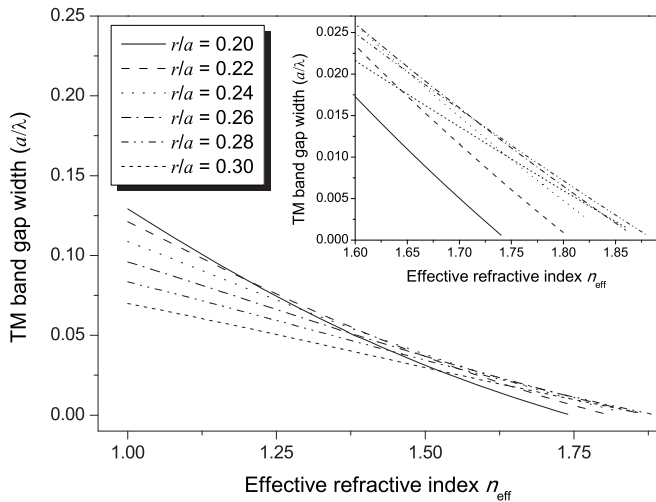 TM band gap width (a/λ)
0.25
0.20
0.15
0.10
0.05
0.00
r/a = 0.20
r/a = 0.22
r/a = 0.24
r/a = 0.26
r/a = 0.28
r/a = 0.30
TM band gap width (a/λ)
0.025
0.020
0.015
0.010
0.005
0.000
1.60 1.65 1.70 1.75 1.80 1.85
Effective refractive index neff
1.00 1.25 1.50 1.75
Effective refractive index neff